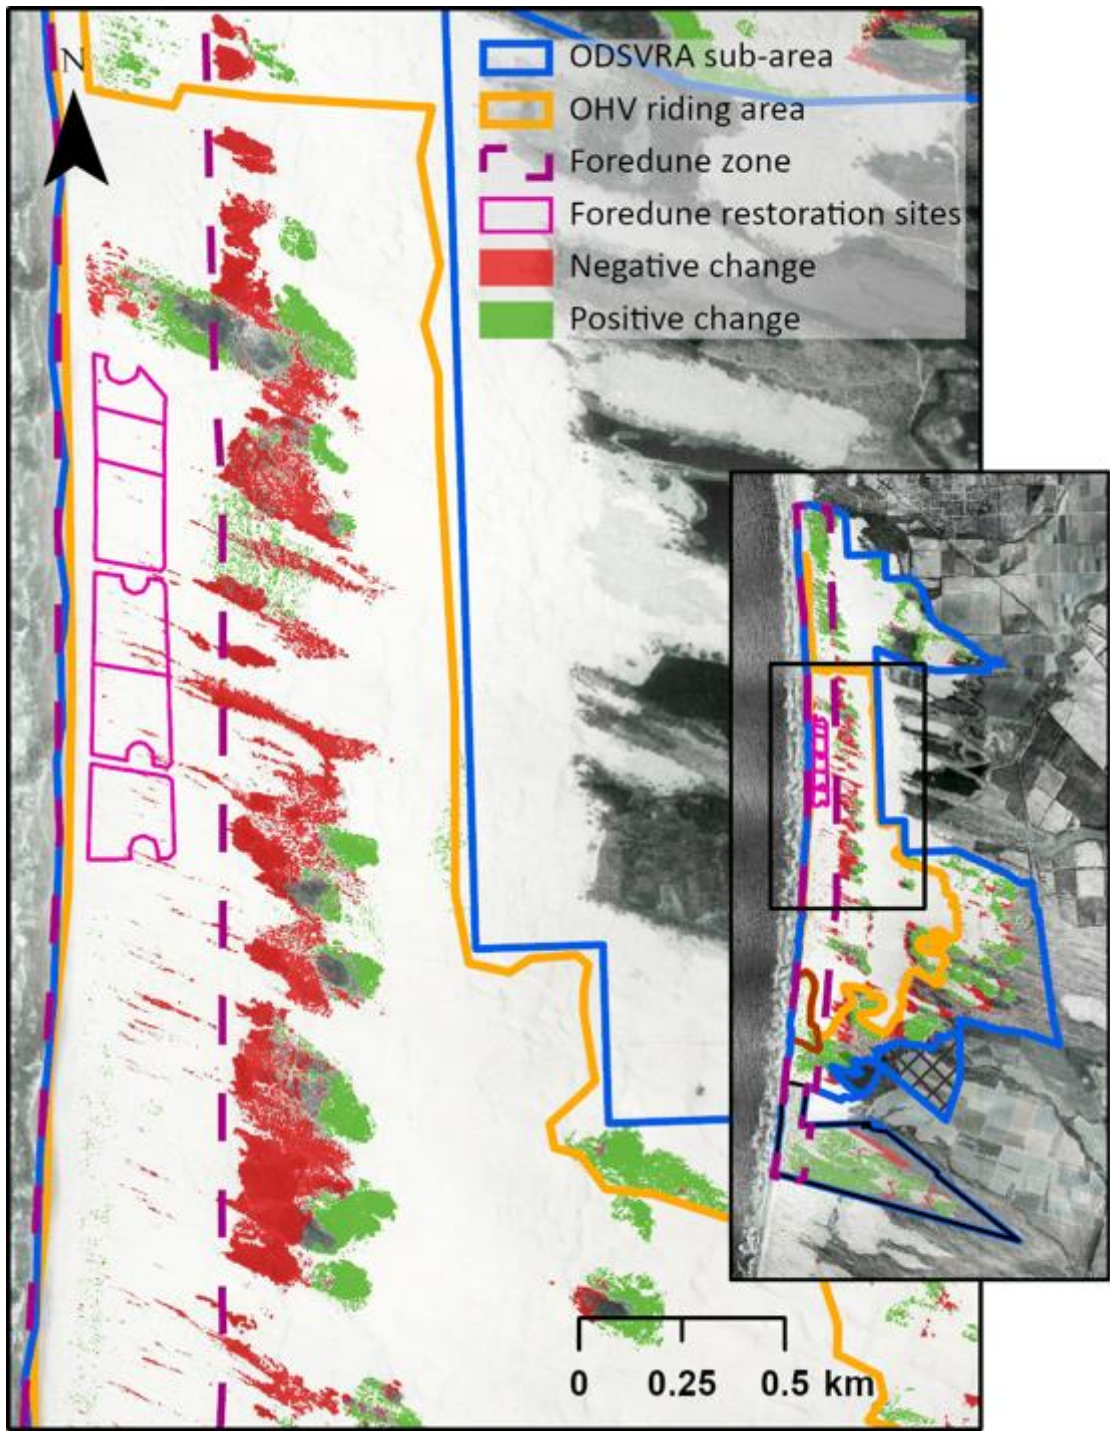 N
ODSVRA sub-area
OHV riding area
Foredune zone
Foredune restoration sites
Negative change
Positive change
0 0.25 0.5 km